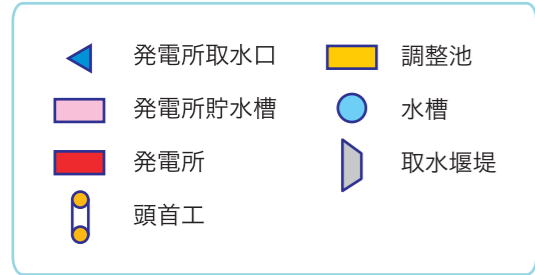 発電所取水口
調整池
発電所貯水槽
水槽
発電所
取水堰堤
頭首工